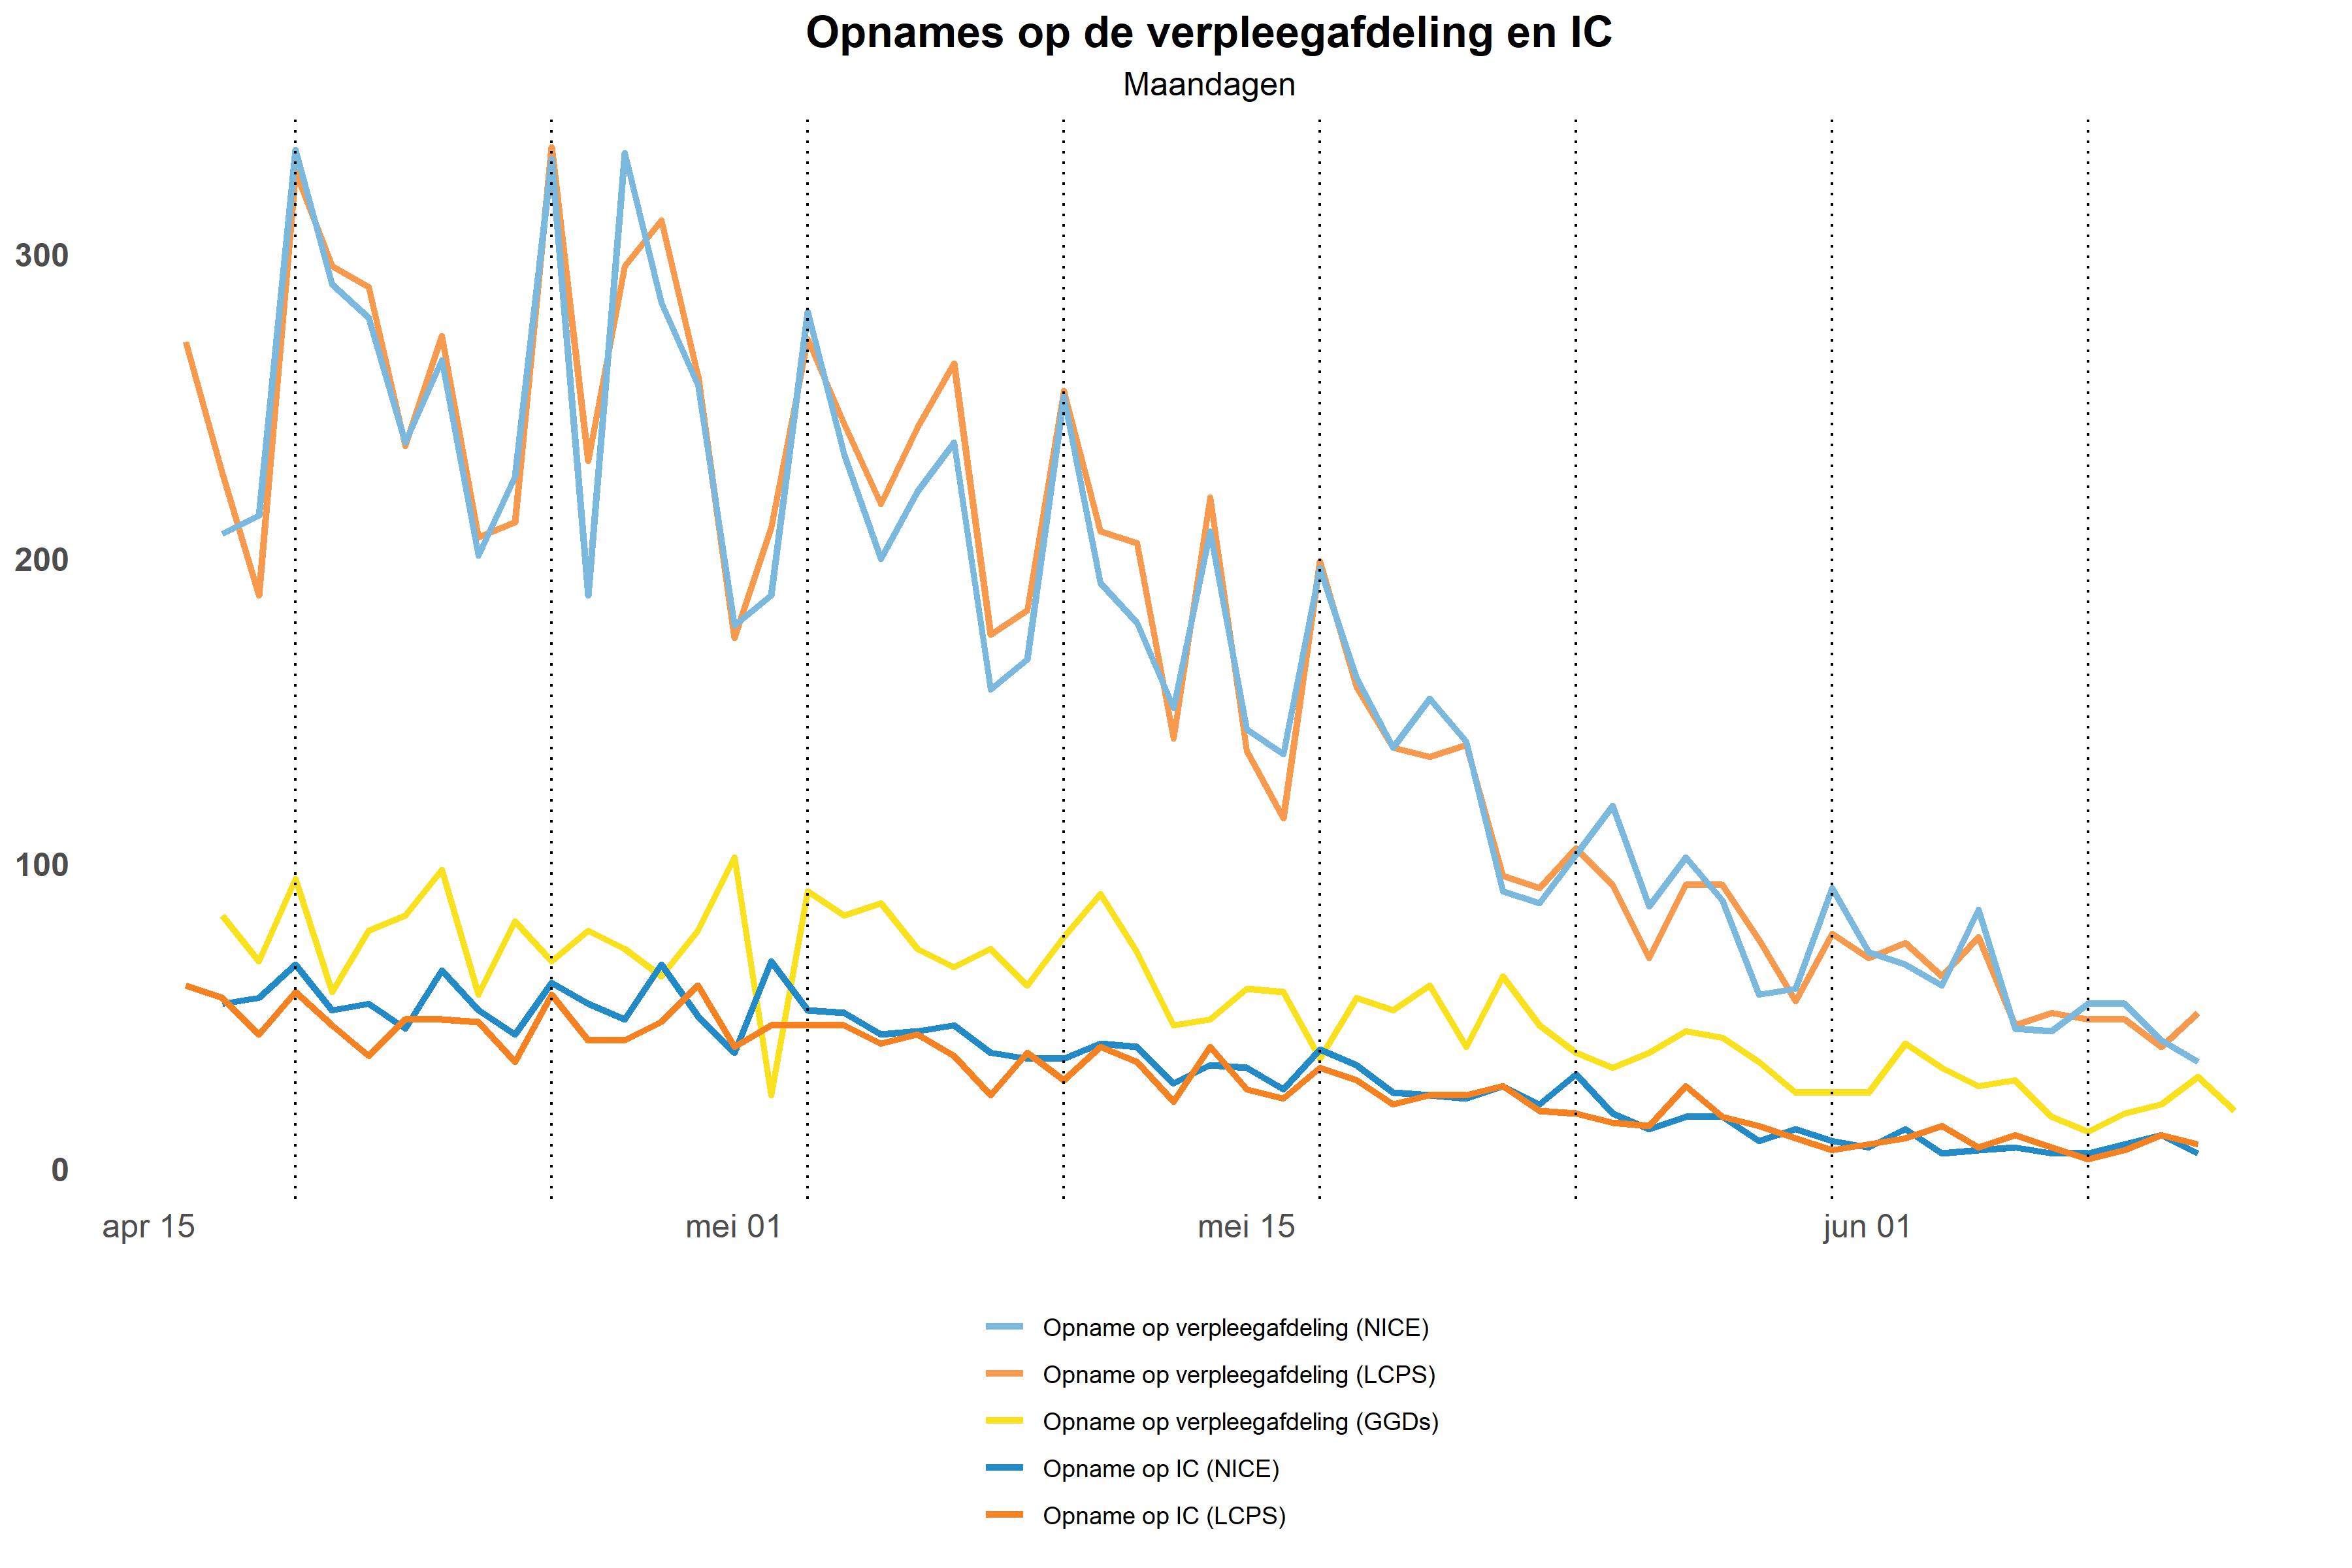 Opnames op de verpleegafdeling en IC
Maandagen
300
200
100
0
apr 15 mei 01 mei 15 jun 01
Opname op verpleegafdeling (NICE)
Opname op verpleegafdeling (LCPS)
Opname op verpleegafdeling (GGDs)
Opname op IC (NICE)
Opname op IC (LCPS)